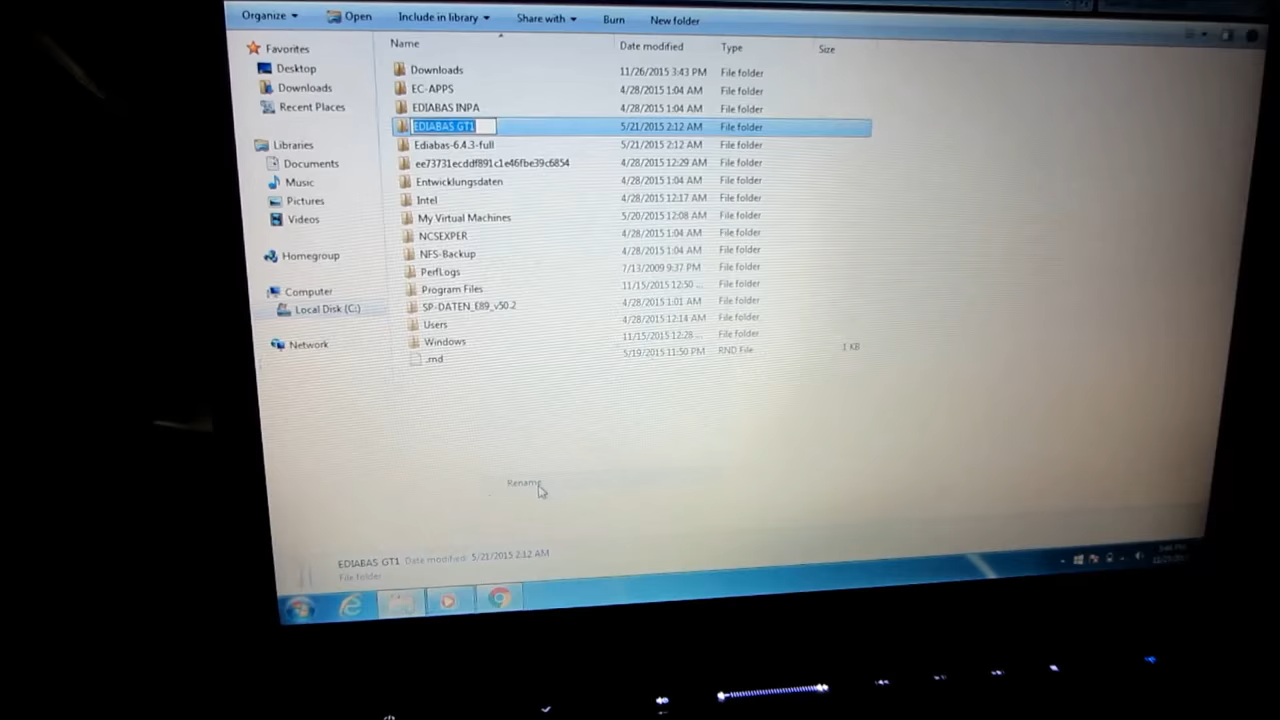 Organize Open Include in library Share with Burn New folder
Favorites
Desktop
Downloads
Recent Places
Libraries
Documents
Music
Pictures
Videos
Homegroup
Computer
Local Disk (C:)
Network
Name Date modified Type Size
Downloads 11/26/2015 3:43 PM File folder
EC-APPS 4/28/2015 1:04 AM File folder
EDIABAS INPA 4/28/2015 1:04 AM File folder
EDIABAS GT1 5/21/2015 2:12 AM File folder
Ediabas-6.4.3-full 5/21/2015 2:12 AM File folder
ee73731ecddf891c1e46fbe39c6854 4/28/2015 12:29 AM File folder
Entwicklungsdaten 4/28/2015 1:04 AM File folder
Intel 4/28/2015 12:17 AM File folder
My Virtual Machines 5/20/2015 12:08 AM File folder
NCSEXPER 4/28/2015 1:04 AM File folder
NFS-Backup 4/28/2015 1:04 AM File folder
PerfLogs 7/13/2009 9:37 PM File folder
Program Files 11/15/2015 12:50 ... File folder
SP-DATEN_E89_v50.2 4/28/2015 1:01 AM File folder
Users 4/28/2015 12:14 AM File folder
Windows 11/15/2015 12:28 ... File folder
.rnd 5/19/2015 11:50 PM RND File 1 KB
Rename
EDIABAS GT1 Date modified: 5/21/2015 2:12 AM
File folder